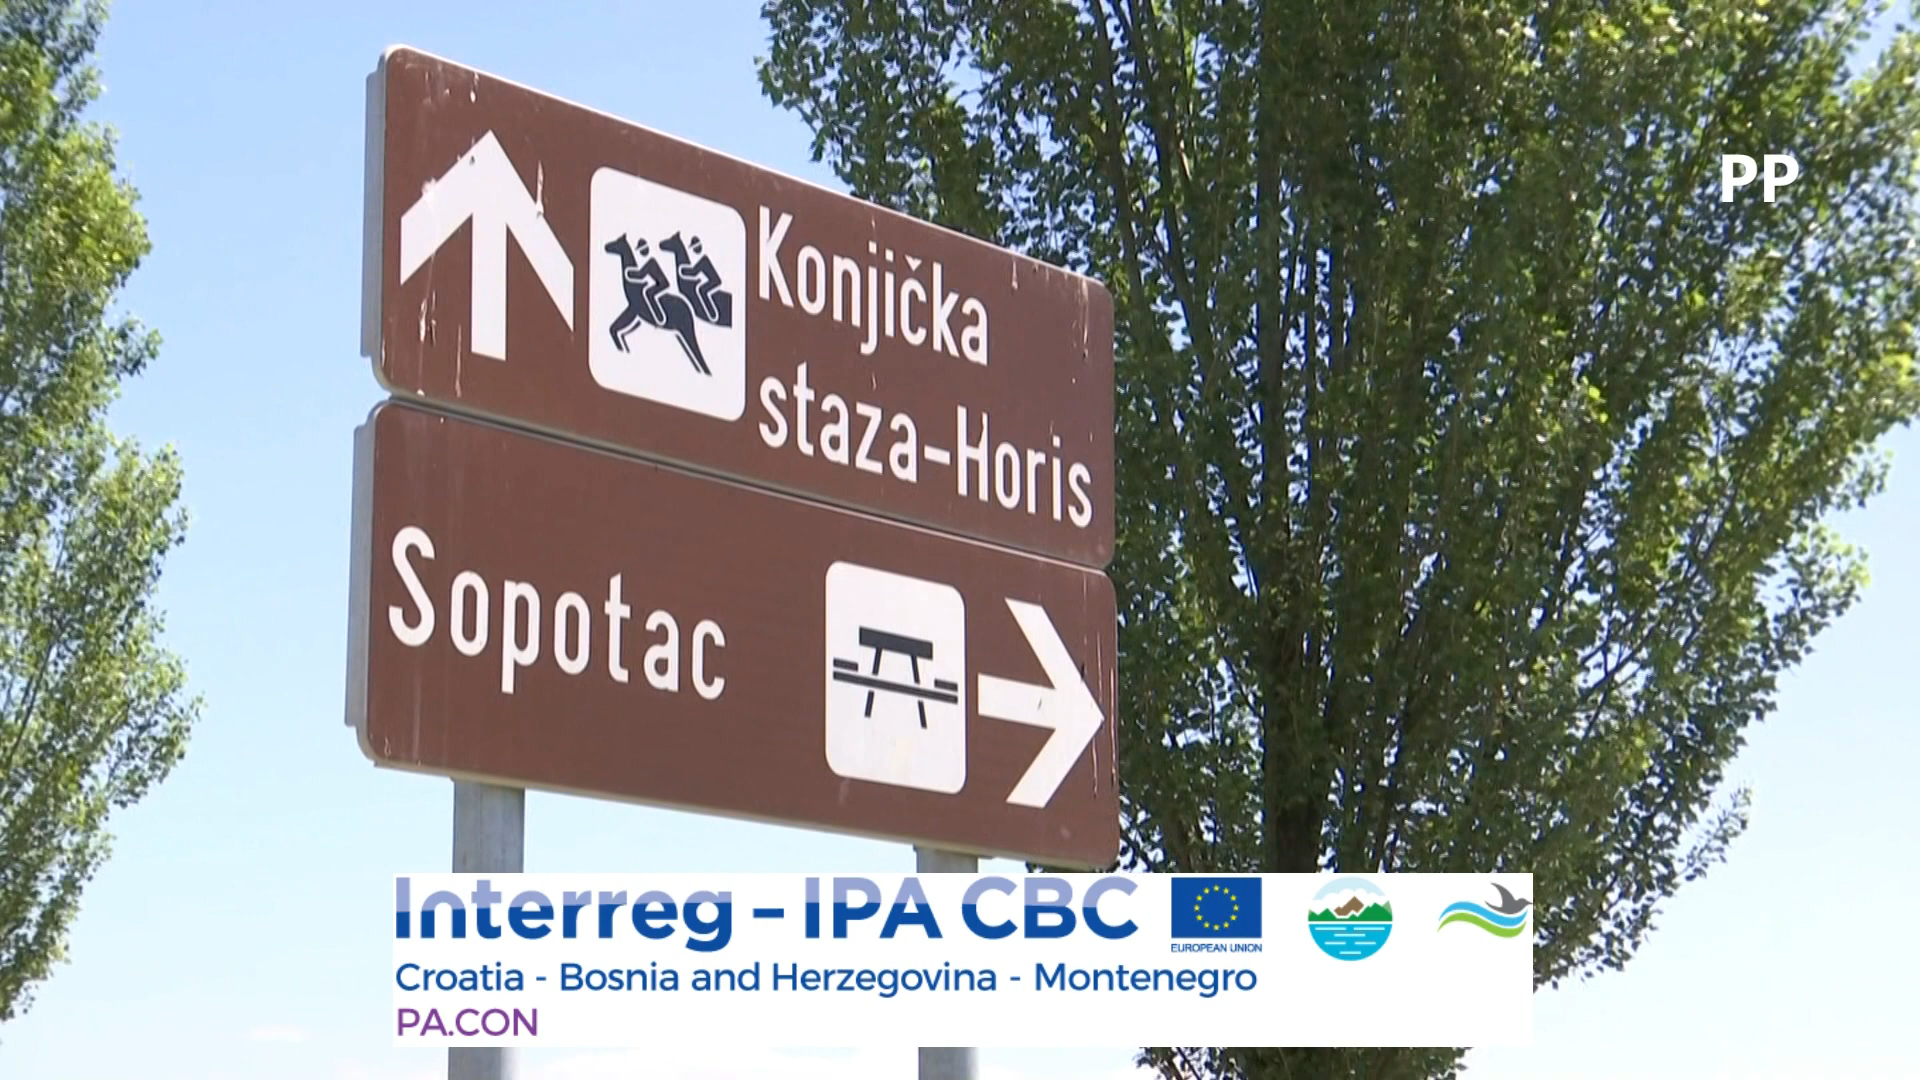 PP
Konjička
staza-Horis
Sopotac
Interreg - IPA CBC
EUROPEAN UNION
Croatia - Bosnia and Herzegovina - Montenegro
PA.CON